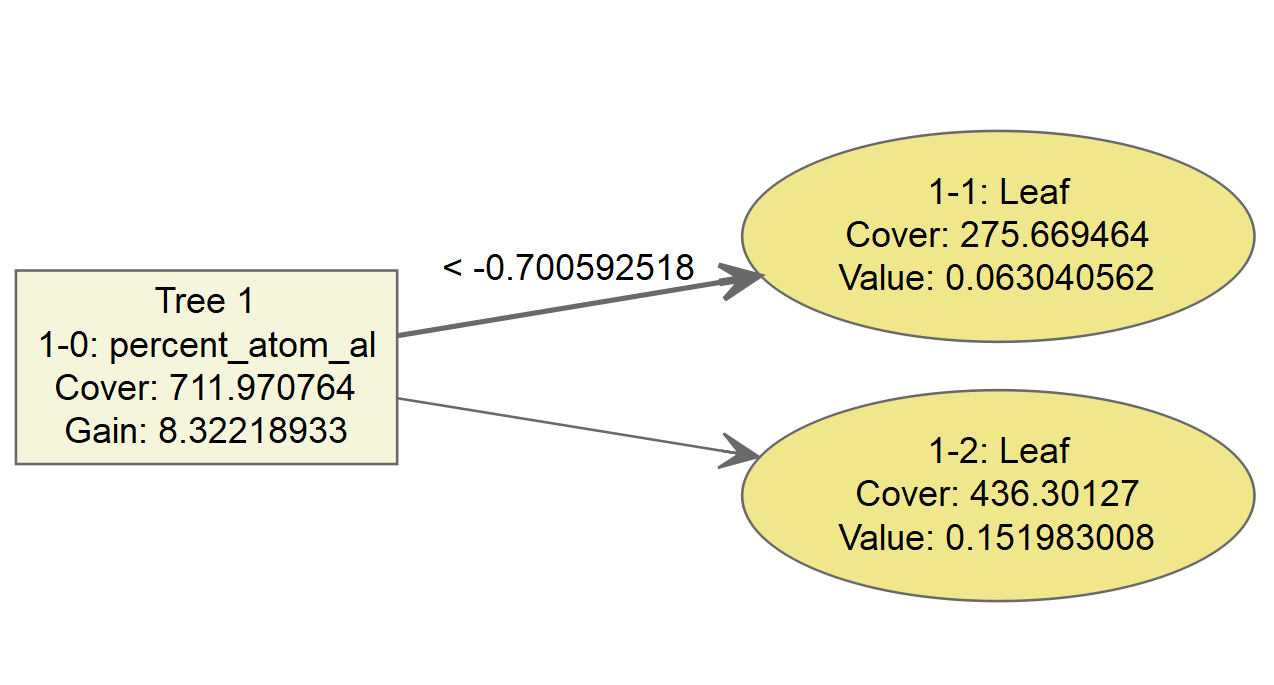 Tree 1
1-0: percent_atom_al
Cover: 711.970764
Gain: 8.32218933
< -0.700592518
1-1: Leaf
Cover: 275.669464
Value: 0.063040562
1-2: Leaf
Cover: 436.30127
Value: 0.151983008